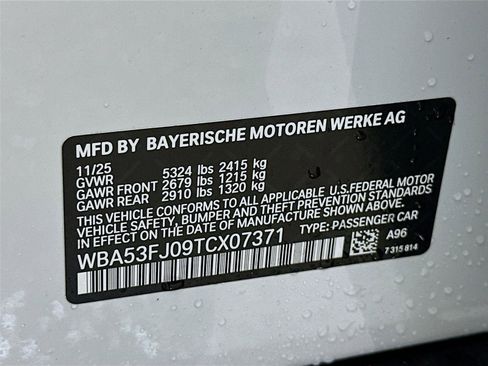 MFD BY BAYERISCHE MOTOREN WERKE AG
11/25
GVWR 5324 lbs 2415 kg
GAWR FRONT 2679 lbs 1215 kg
GAWR REAR 2910 lbs 1320 kg
THIS VEHICLE CONFORMS TO ALL APPLICABLE U.S.FEDERAL MOTOR
VEHICLE SAFETY, BUMPER AND THEFT PREVENTION STANDARDS
IN EFFECT ON THE DATE OF MANUFACTURE SHOWN ABOVE.
WBA53FJ09TCX07371 TYPE: PASSENGER CAR
A96
7 315 814